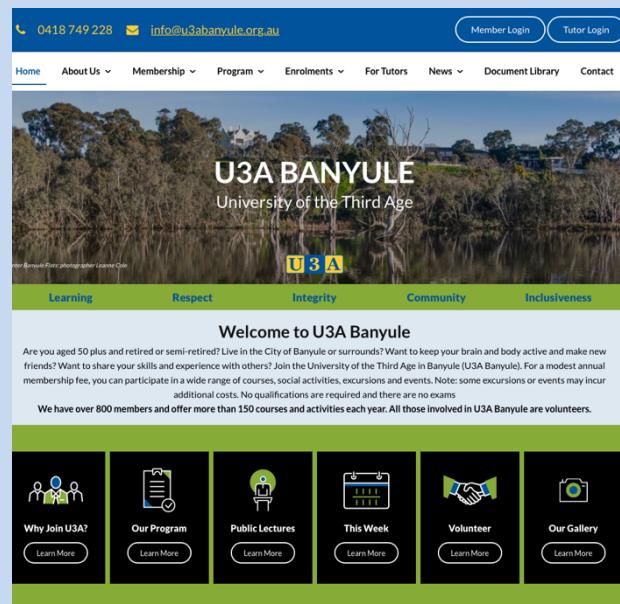 0418 749 228 info@u3abanyule.org.au Member Login Tutor Login
Home About Us Membership Program Enrolments For Tutors News Document Library Contact
U3A BANYULE
University of the Third Age
Banyule Flats: photographer Leanne Cole
U3A
Learning Respect Integrity Community Inclusiveness
Welcome to U3A Banyule
Are you aged 50 plus and retired or semi-retired? Live in the City of Banyule or surrounds? Want to keep your brain and body active and make new
friends? Want to share your skills and experience with others? Join the University of the Third Age in Banyule (U3A Banyule). For a modest annual
membership fee, you can participate in a wide range of courses, social activities, excursions and events. Note: some excursions or events may incur
additional costs. No qualifications are required and there are no exams
We have over 800 members and offer more than 150 courses and activities each year. All those involved in U3A Banyule are volunteers.
Why Join U3A? Our Program Public Lectures This Week Volunteer Our Gallery
Learn More Learn More Learn More Learn More Learn More Learn More